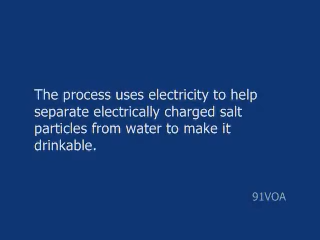 The process uses electricity to help
separate electrically charged salt
particles from water to make it
drinkable.
91VOA